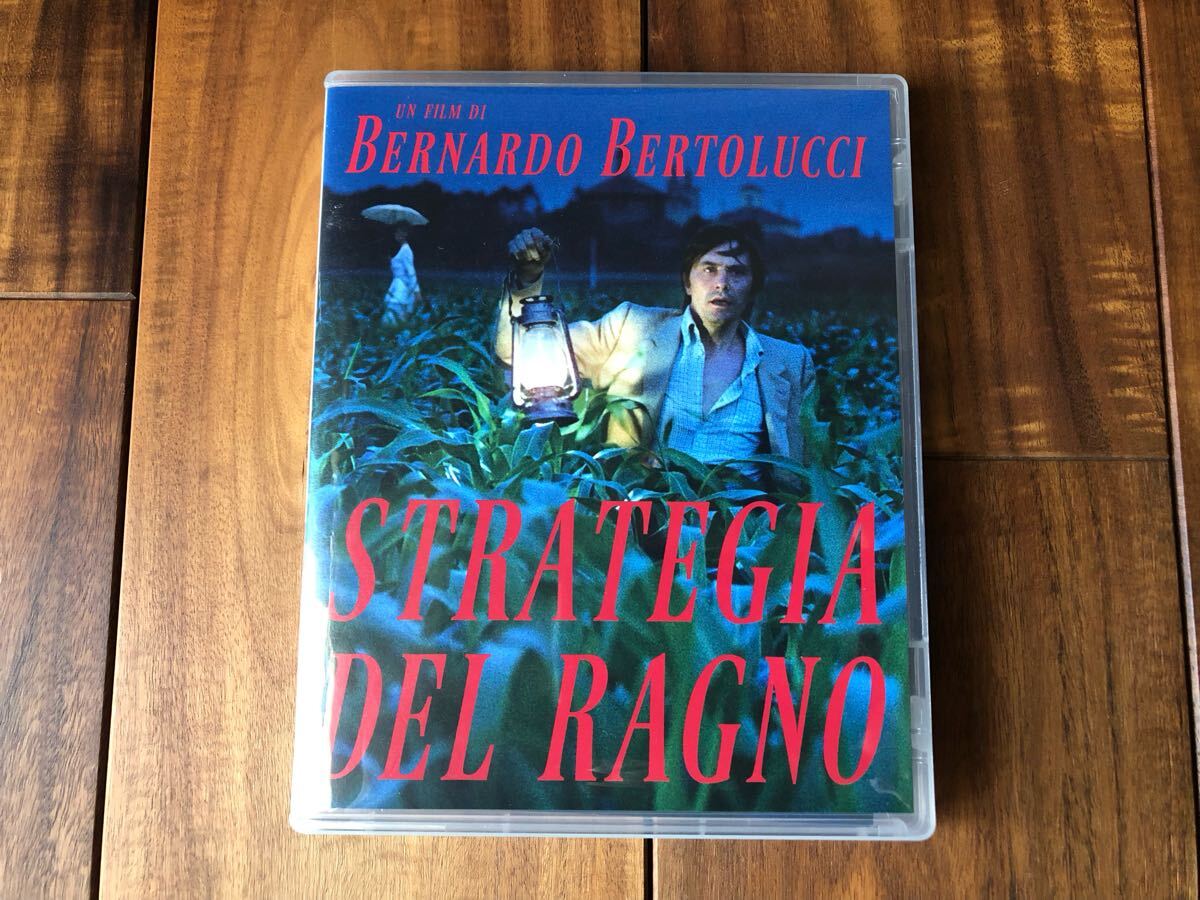 UN FILM DI
BERNARDO BERTOLUCCI
STRATEGIA
DEL RAGNO